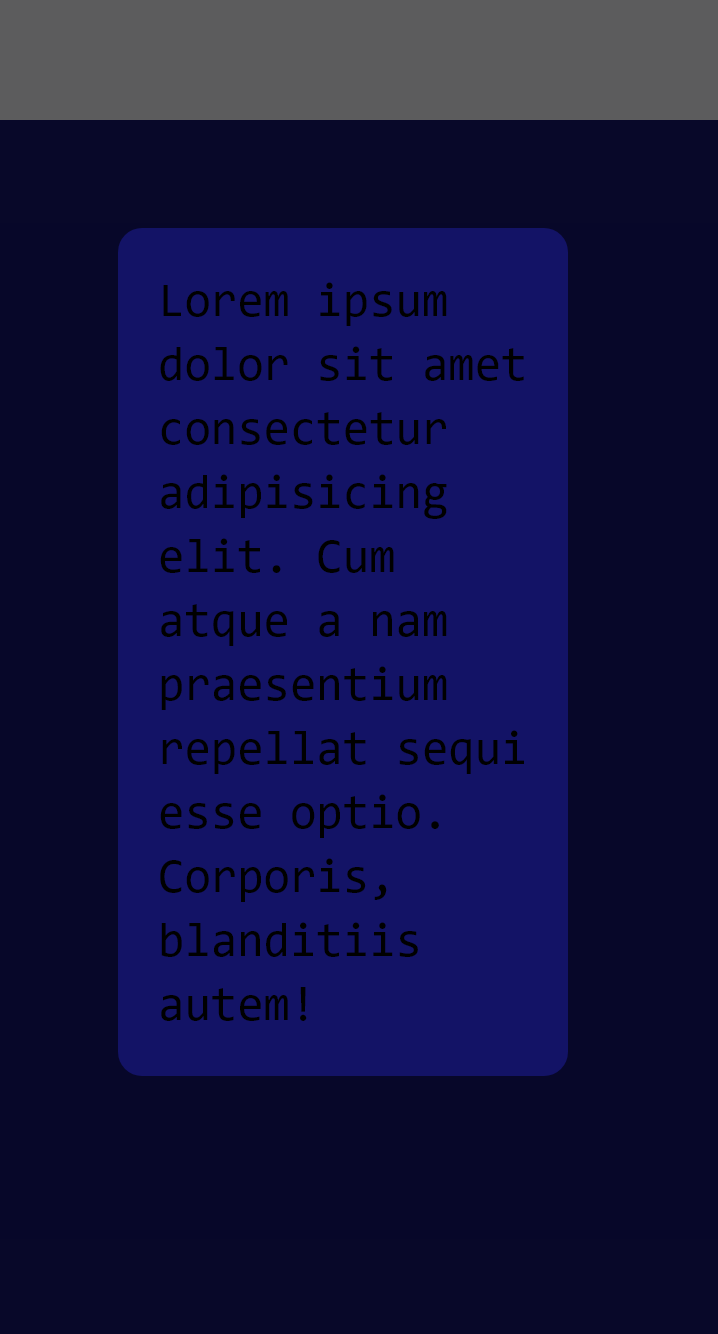 Lorem ipsum
dolor sit amet
consectetur
adipisicing
elit. Cum
atque a nam
praesentium
repellat sequi
esse optio.
Corporis,
blanditiis
autem!